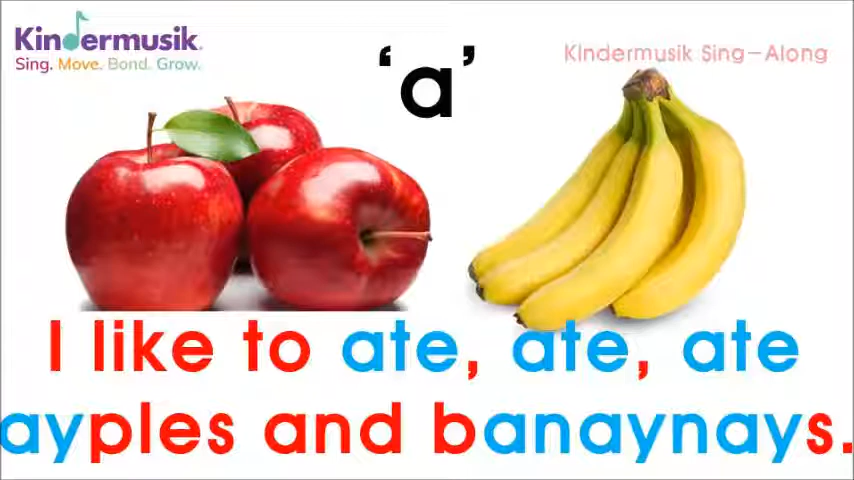 Kindermusik
Sing. Move. Bond. Grow.
'a'
Kindermusik Sing-Along
I like to ate, ate, ate
ayples and banaynays.